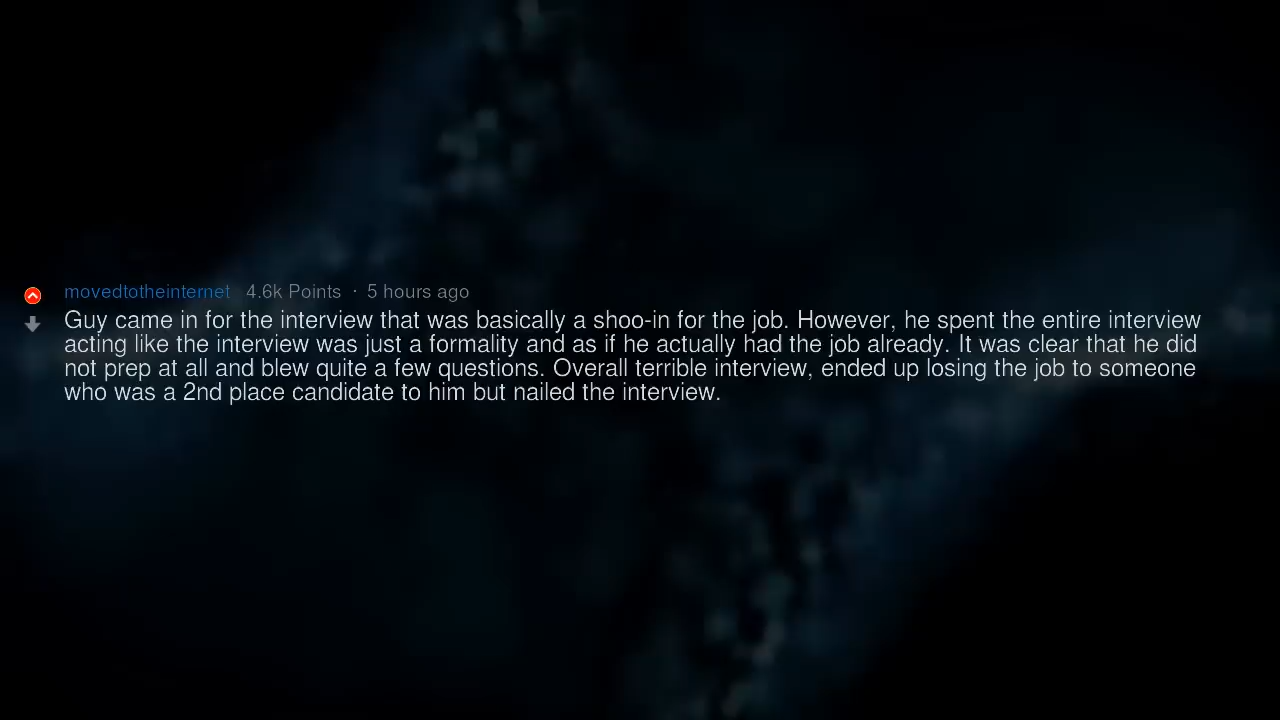 movedtotheinternet 4.6k Points · 5 hours ago
Guy came in for the interview that was basically a shoo-in for the job. However, he spent the entire interview
acting like the interview was just a formality and as if he actually had the job already. It was clear that he did
not prep at all and blew quite a few questions. Overall terrible interview, ended up losing the job to someone
who was a 2nd place candidate to him but nailed the interview.